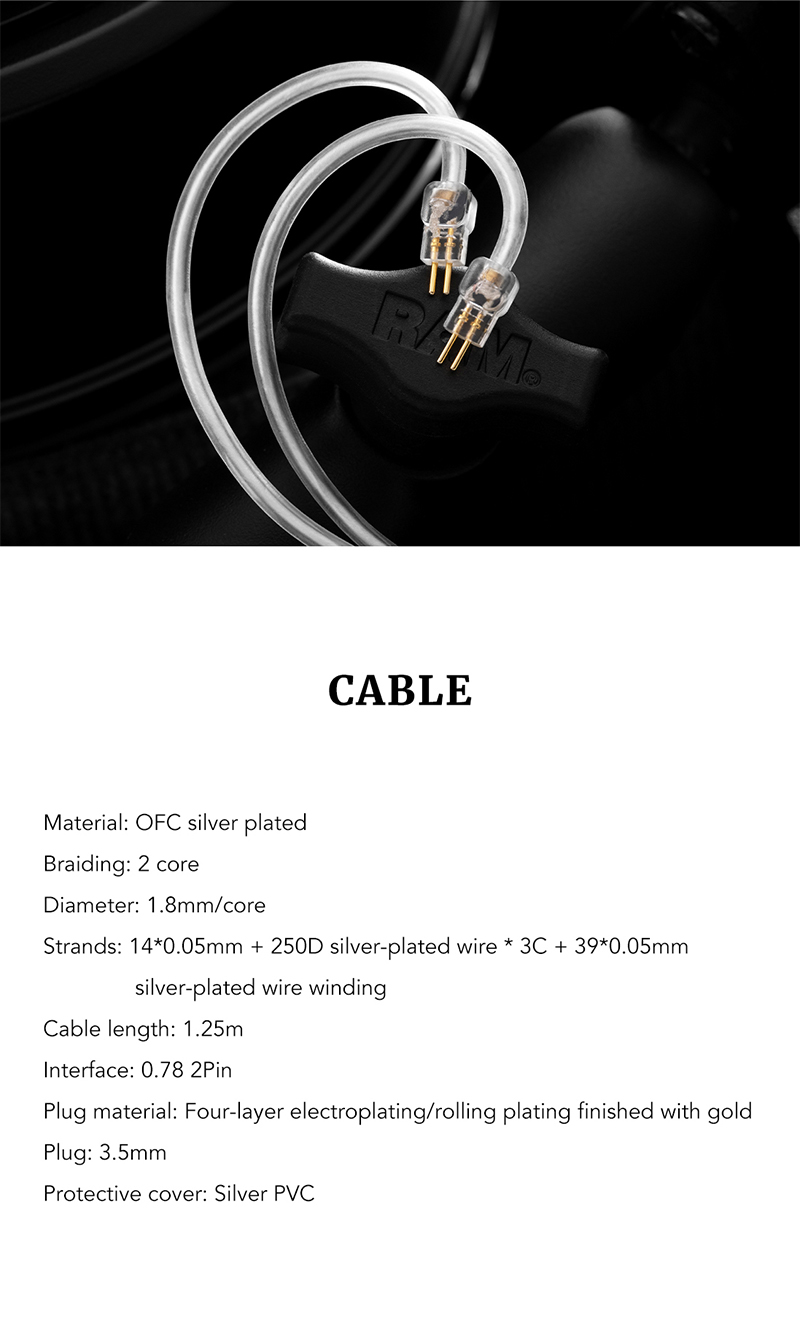 RAM®
CABLE
Material: OFC silver plated
Braiding: 2 core
Diameter: 1.8mm/core
Strands: 14*0.05mm + 250D silver-plated wire * 3C + 39*0.05mm
silver-plated wire winding
Cable length: 1.25m
Interface: 0.78 2Pin
Plug material: Four-layer electroplating/rolling plating finished with gold
Plug: 3.5mm
Protective cover: Silver PVC